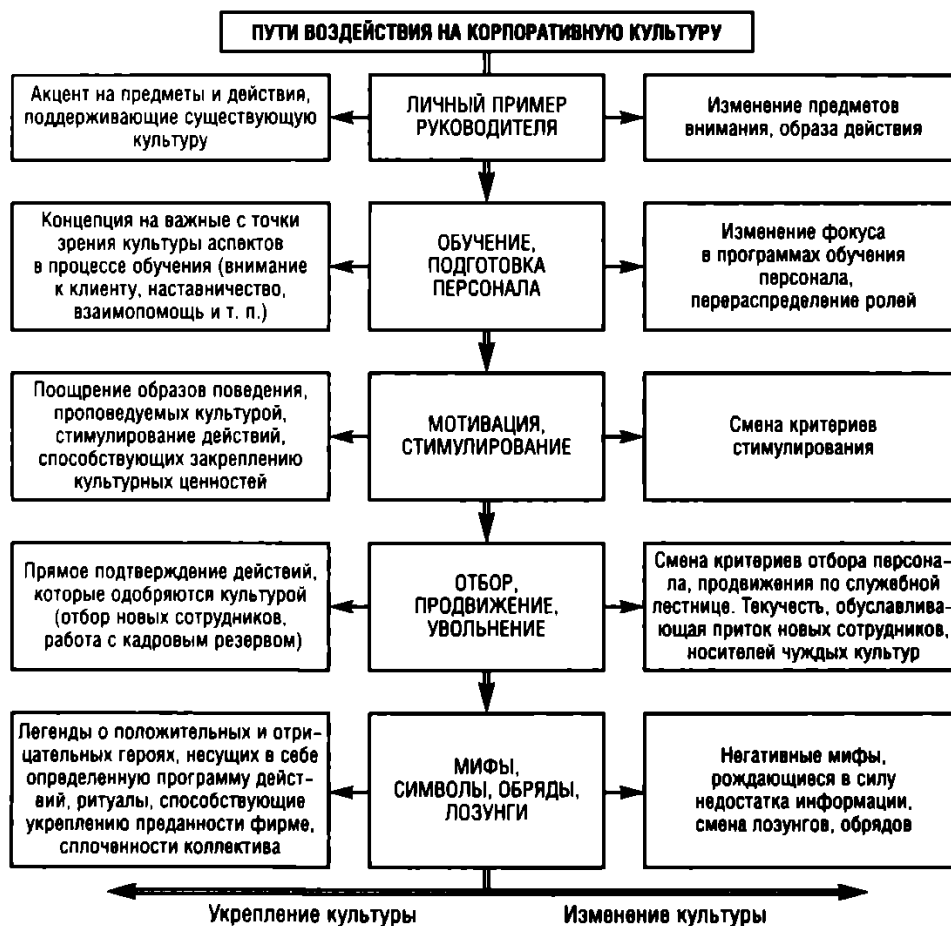 ПУТИ ВОЗДЕЙСТВИЯ НА КОРПОРАТИВНУЮ КУЛЬТУРУ
Акцент на предметы и действия,
поддерживающие существующую
культуру
ЛИЧНЫЙ ПРИМЕР
РУКОВОДИТЕЛЯ
Изменение предметов
внимания, образа действия
Концепция на важные с точки
зрения культуры аспектов
в процессе обучения (внимание
к клиенту, наставничество,
взаимопомощь и т. п.)
ОБУЧЕНИЕ,
ПОДГОТОВКА
ПЕРСОНАЛА
Изменение фокуса
в программах обучения
персонала,
перераспределение ролей
Поощрение образов поведения,
проповедуемых культурой,
стимулирование действий,
способствующих закреплению
культурных ценностей
МОТИВАЦИЯ,
СТИМУЛИРОВАНИЕ
Смена критериев
стимулирования
Прямое подтверждение действий,
которые одобряются культурой
(отбор новых сотрудников,
работа с кадровым резервом)
ОТБОР,
ПРОДВИЖЕНИЕ,
УВОЛЬНЕНИЕ
Смена критериев отбора персона-
ла, продвижения по служебной
лестнице. Текучесть, обуславлива-
ющая приток новых сотрудников,
носителей чуждых культур
Легенды о положительных и отри-
цательных героях, несущих в себе
определенную программу дейст-
вий, ритуалы, способствующие
укреплению преданности фирме,
сплоченности коллектива
МИФЫ,
СИМВОЛЫ, ОБРЯДЫ,
ЛОЗУНГИ
Негативные мифы,
рождающиеся в силу
недостатка информации,
смена лозунгов, обрядов
Укрепление культуры
Изменение культуры